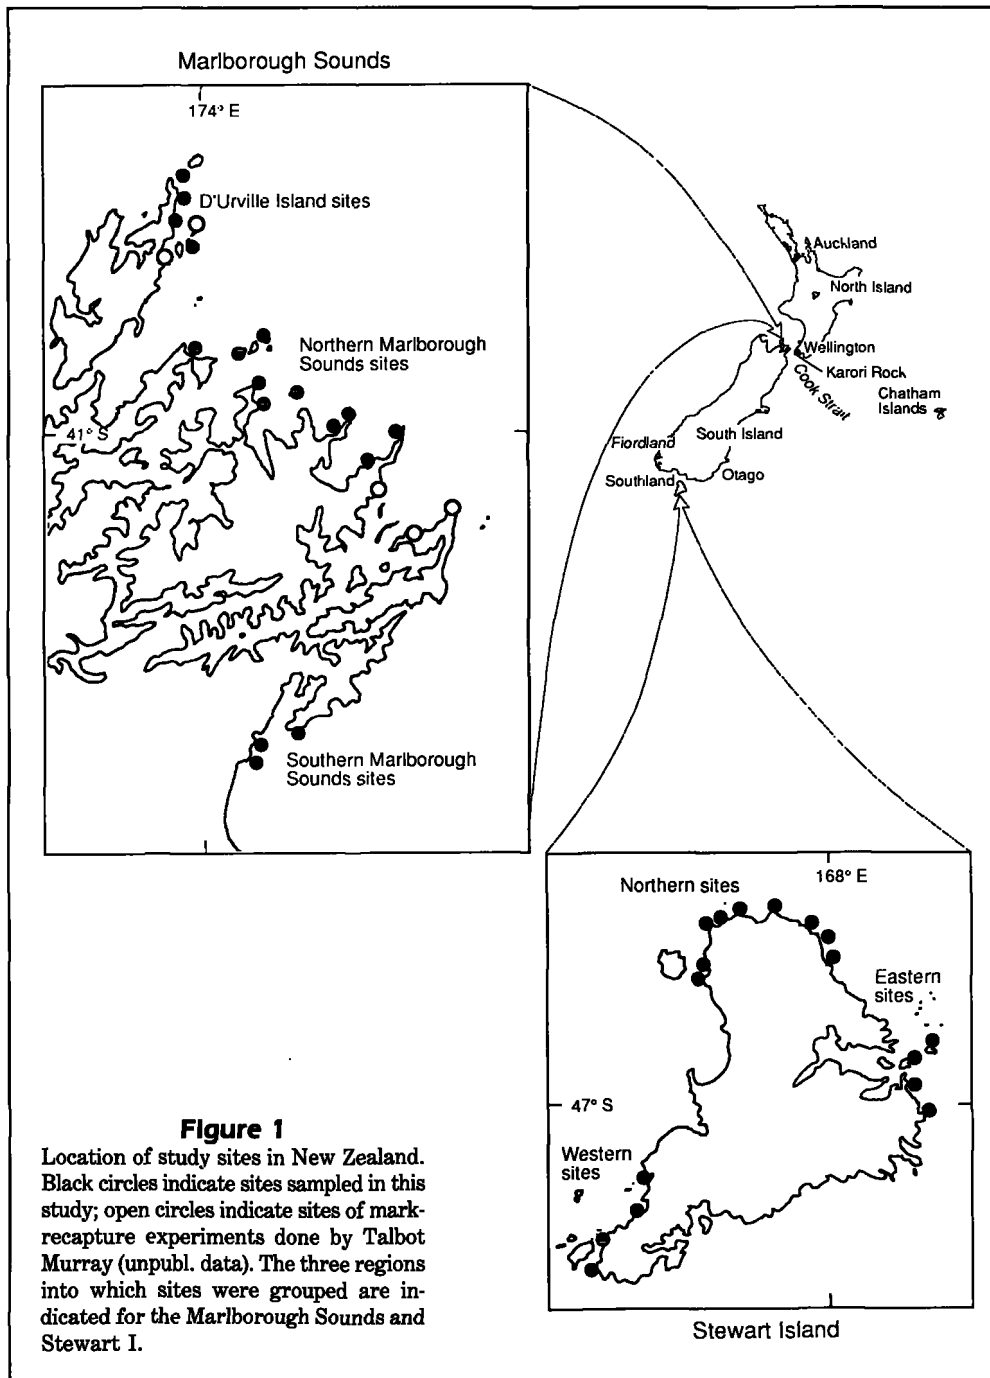 Marlborough Sounds
174° E
D'Urville Island sites
Northern Marlborough
Sounds sites
41° S
Southern Marlborough
Sounds sites
Auckland
North Island
Wellington
Karori Rock
Cook Strait
Chatham
Islands
South Island
Fiordland
Otago
Southland
Northern sites
168° E
Eastern
sites
47° S
Western
sites
Stewart Island
Figure 1
Location of study sites in New Zealand.
Black circles indicate sites sampled in this
study; open circles indicate sites of mark-
recapture experiments done by Talbot
Murray (unpubl. data). The three regions
into which sites were grouped are in-
dicated for the Marlborough Sounds and
Stewart I.